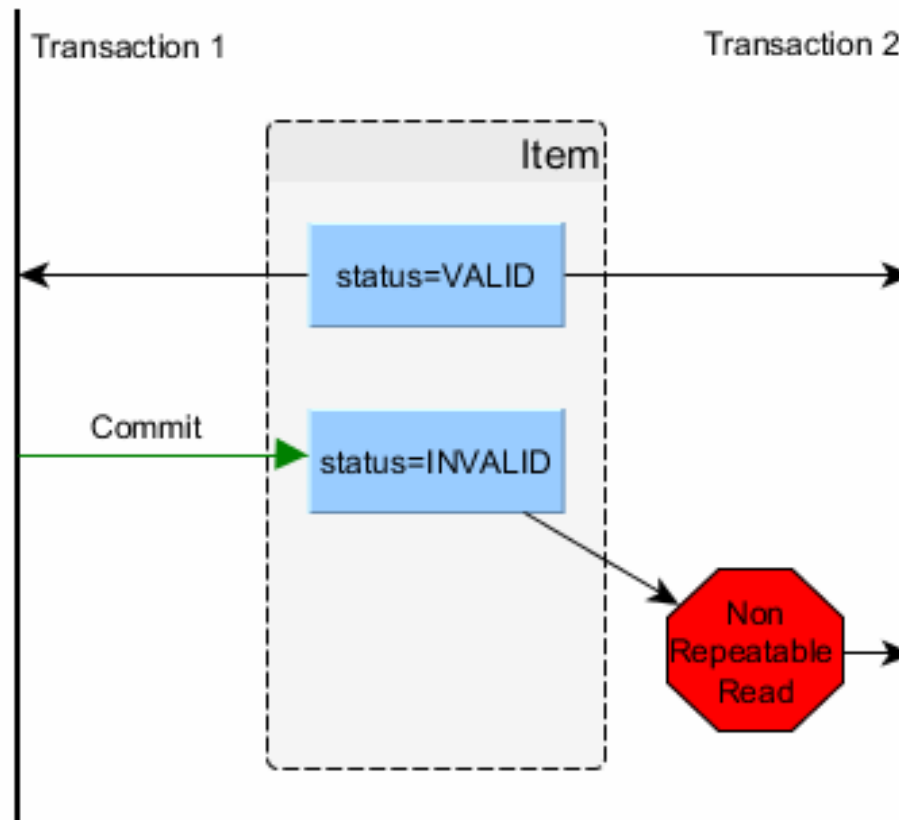 Transaction 1
Transaction 2
Item
status=VALID
Commit
status=INVALID
Non
Repeatable
Read